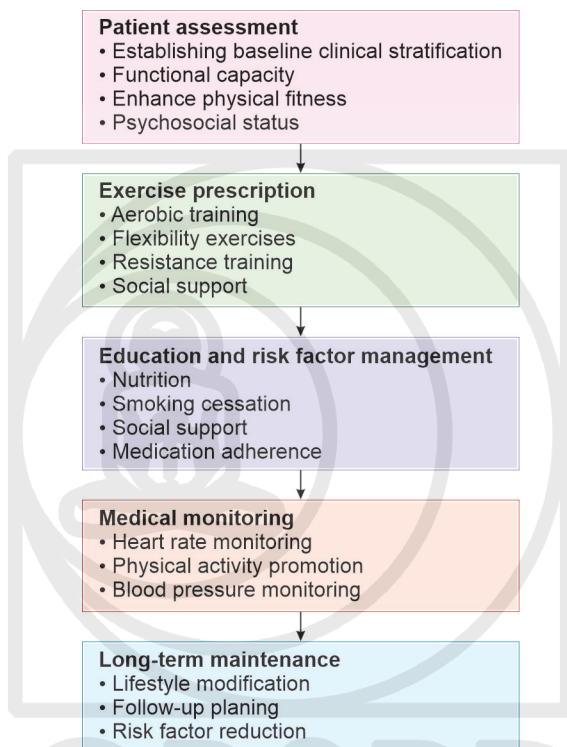 Patient assessment
• Establishing baseline clinical stratification
• Functional capacity
• Enhance physical fitness
• Psychosocial status
Exercise prescription
• Aerobic training
• Flexibility exercises
• Resistance training
• Social support
Education and risk factor management
• Nutrition
• Smoking cessation
• Social support
• Medication adherence
Medical monitoring
• Heart rate monitoring
• Physical activity promotion
• Blood pressure monitoring
Long-term maintenance
• Lifestyle modification
• Follow-up planing
• Risk factor reduction